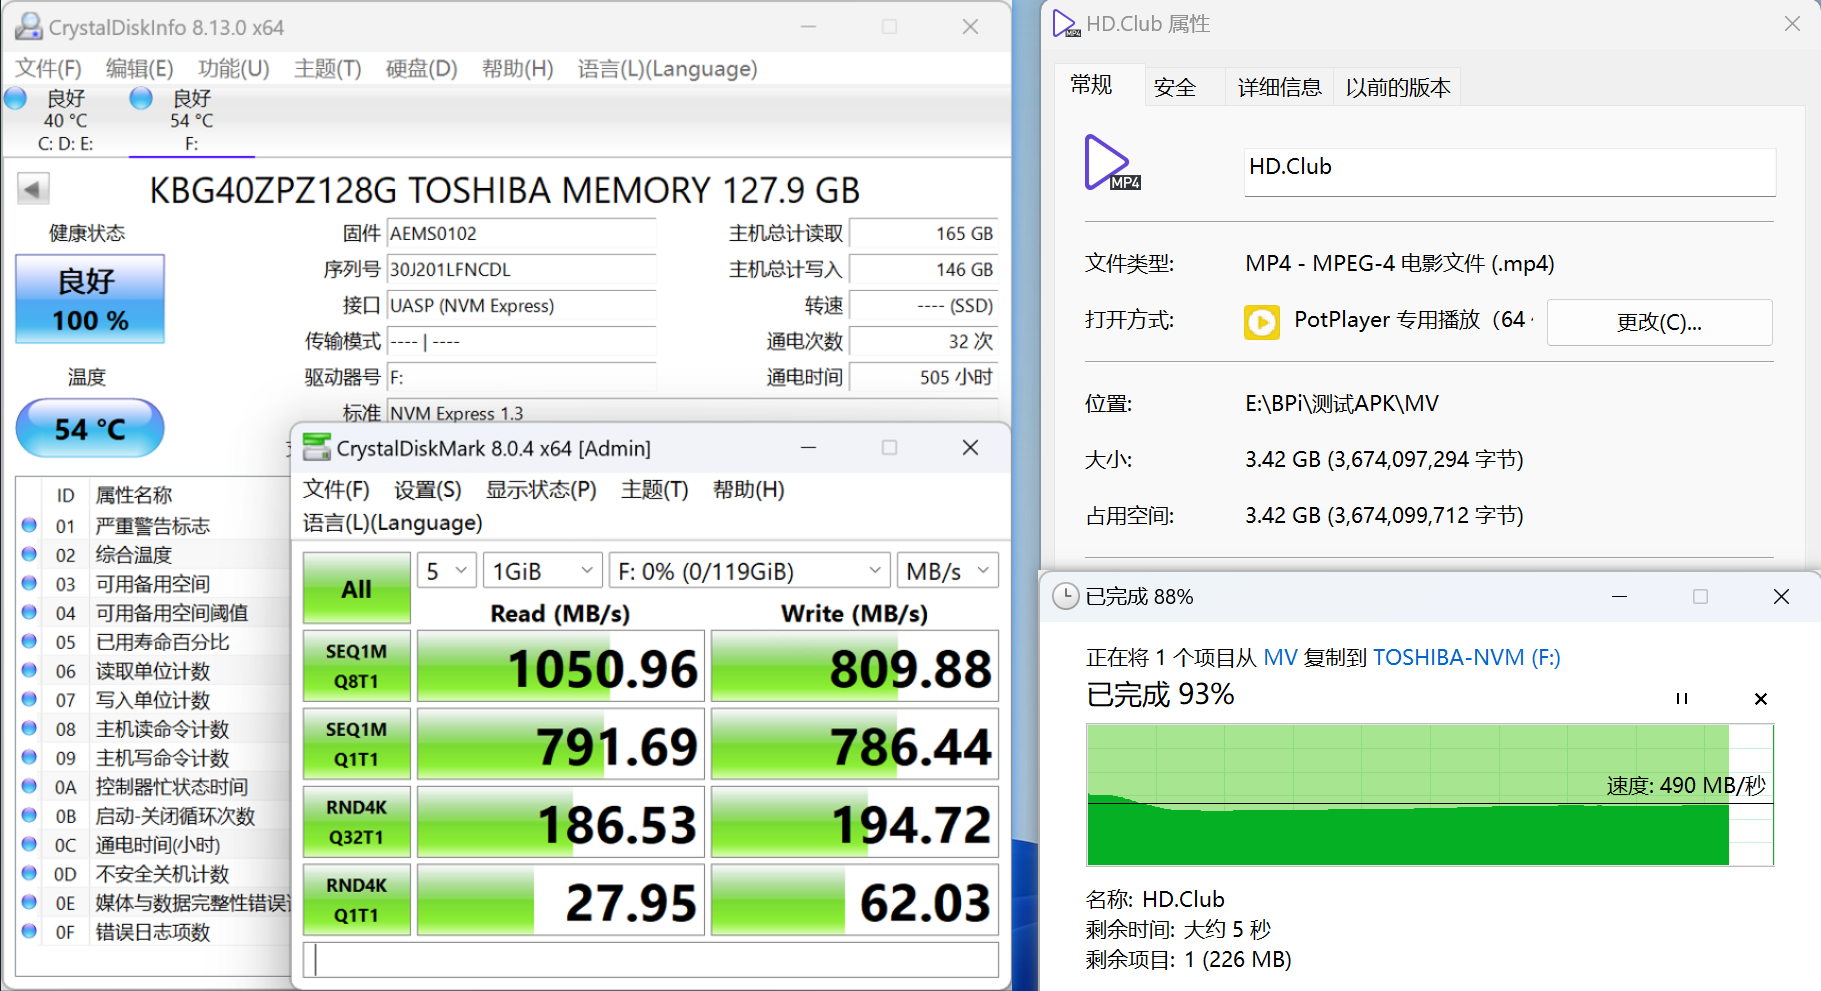 CrystalDiskInfo 8.13.0 x64
文件(F) 编辑(E) 功能(U) 主题(T) 硬盘(D) 帮助(H) 语言(L)(Language)
良好 良好
40 °C 54 °C
C: D: E: F:
KBG40ZPZ128G TOSHIBA MEMORY 127.9 GB
健康状态
良好
100 %
温度
54 °C
固件 AEMS0102
序列号 30J201LFNCDL
接口 UASP (NVM Express)
传输模式 ---- | ----
驱动器号 F:
标准 NVM Express 1.3
主机总计读取 165 GB
主机总计写入 146 GB
转速 ---- (SSD)
通电次数 32 次
通电时间 505 小时
ID 属性名称
01 严重警告标志
02 综合温度
03 可用备用空间
04 可用备用空间阈值
05 已用寿命百分比
06 读取单位计数
07 写入单位计数
08 主机读命令计数
09 主机写命令计数
0A 控制器忙状态时间
0B 启动-关闭循环次数
0C 通电时间(小时)
0D 不安全关机计数
0E 媒体与数据完整性错误
0F 错误日志项数
CrystalDiskMark 8.0.4 x64 [Admin]
文件(F) 设置(S) 显示状态(P) 主题(T) 帮助(H)
语言(L)(Language)
All 5 1GiB F: 0% (0/119GiB) MB/s
Read (MB/s) Write (MB/s)
SEQ1M
Q8T1
1050.96 809.88
SEQ1M
Q1T1
791.69 786.44
RND4K
Q32T1
186.53 194.72
RND4K
Q1T1
27.95 62.03
HD.Club 属性
常规 安全 详细信息 以前的版本
MP4
HD.Club
文件类型: MP4 - MPEG-4 电影文件 (.mp4)
打开方式: PotPlayer 专用播放（64 更改(C)...
位置: E:\BPi\测试APK\MV
大小: 3.42 GB (3,674,097,294 字节)
占用空间: 3.42 GB (3,674,099,712 字节)
已完成 88%
正在将 1 个项目从 MV 复制到 TOSHIBA-NVM (F:)
已完成 93%
速度: 490 MB/秒
名称: HD.Club
剩余时间: 大约 5 秒
剩余项目: 1 (226 MB)